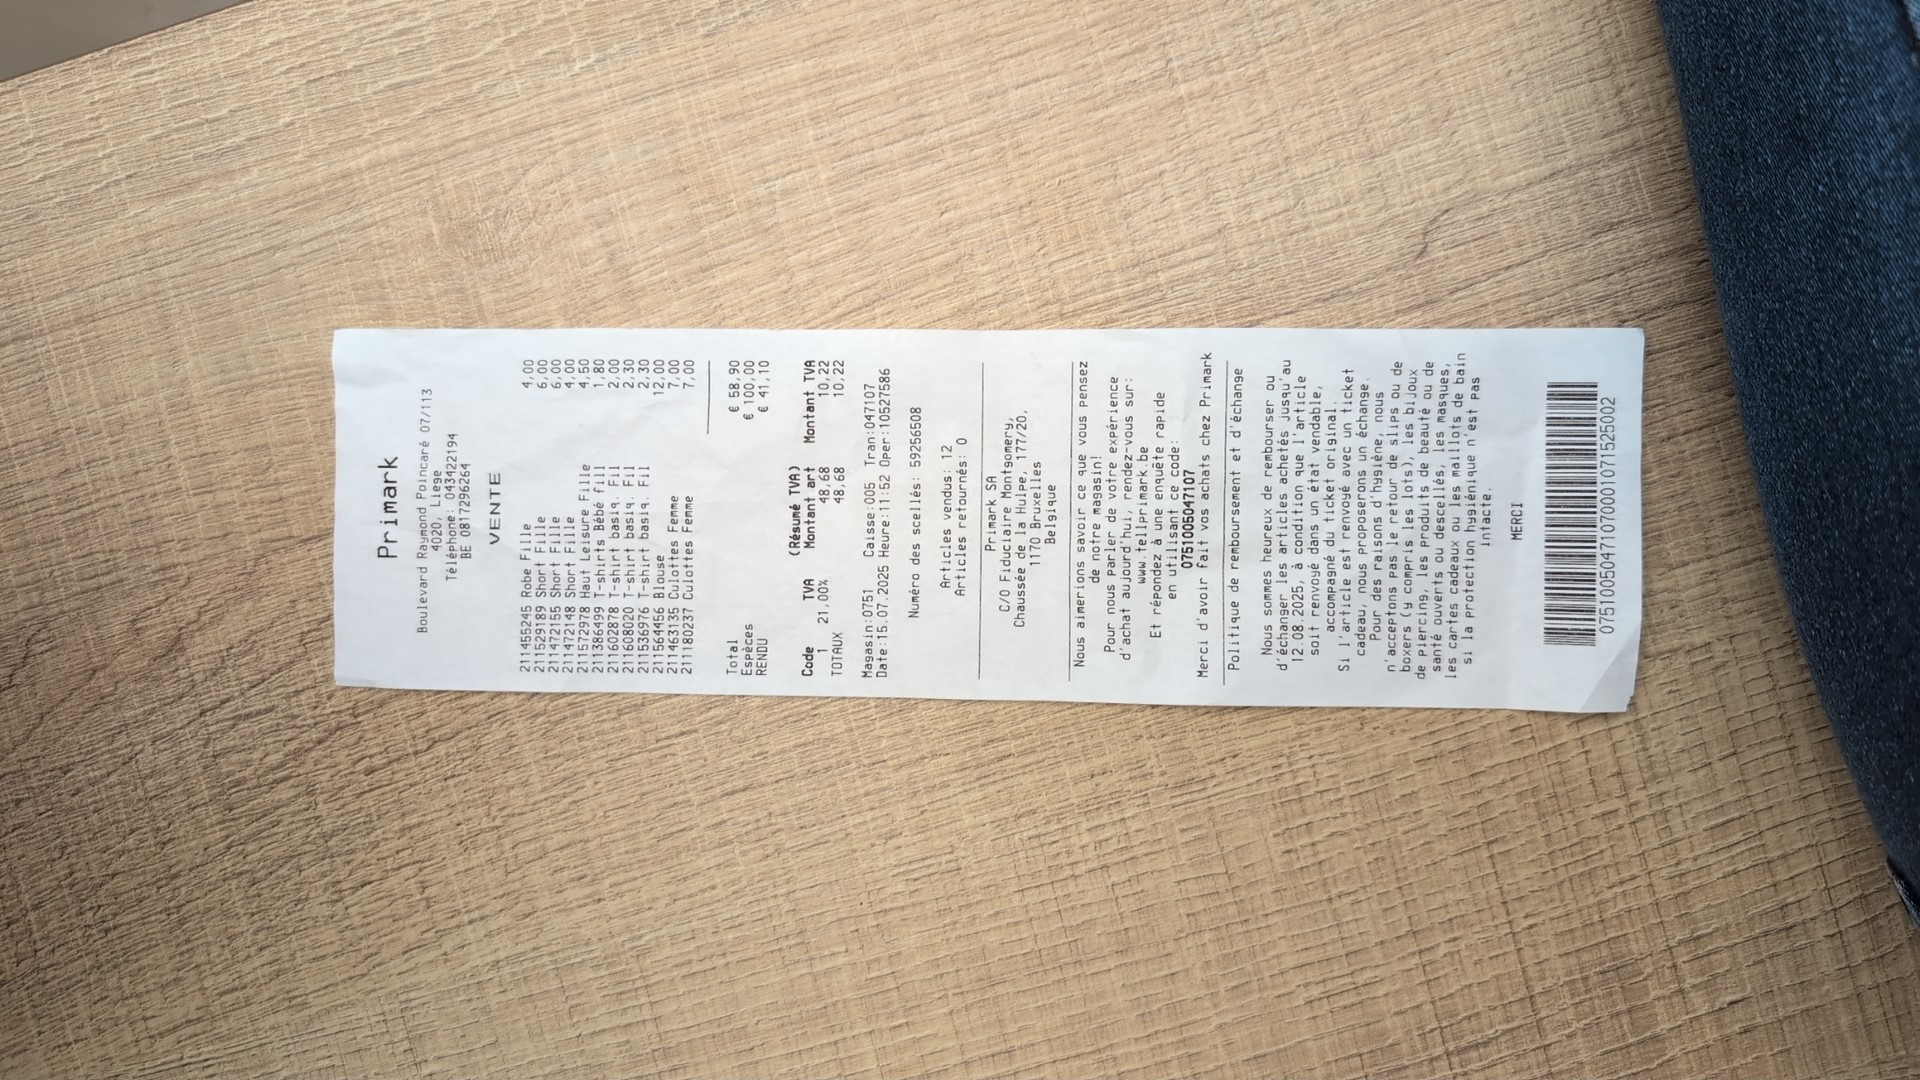 Primark
Boulevard Raymond Poincaré 07/113
4020, Liege
Téléphone: 043422194
BE 0817296264
VENTE
211455245 Robe Fille 4,00
211529189 Short Fille 6,00
211472155 Short Fille 6,00
211472148 Short Fille 4,00
211572978 Haut Leisure Fille 4,50
211386499 T-shirts Bébé fill 1,80
211602878 T-shirt basiq. Fil 2,00
211608020 T-shirt basiq. Fil 2,30
211536976 T-shirt basiq. Fil 2,30
211564456 Blouse 12,00
211463135 Culottes Femme 7,00
211180237 Culottes Femme 7,00
Total € 58,90
Espèces € 100,00
RENDU € 41,10
(Résumé TVA)
Code TVA Montant art Montant TVA
1 21,00% 48,68 10,22
TOTAUX 48,68 10,22
Magasin:0751 Caisse:005 Tran:047107
Date:15.07.2025 Heure:11:52 Oper:10527586
Numéro des scellés: 59256508
Articles vendus: 12
Articles retournés: 0
Primark SA
C/O Fiduciaire Montgomery,
Chaussée de la Hulpe, 177/20,
1170 Bruxelles
Belgique
Nous aimerions savoir ce que vous pensez
de notre magasin!
Pour nous parler de votre expérience
d'achat aujourd'hui, rendez-vous sur:
www.tellprimark.be
Et répondez à une enquête rapide
en utilisant ce code:
0751005047107
Merci d'avoir fait vos achats chez Primark
Politique de remboursement et d'échange
Nous sommes heureux de rembourser ou
d'échanger les articles achetés jusqu'au
12.08.2025, à condition que l'article
soit renvoyé dans un état vendable,
accompagné du ticket original.
Si l'article est renvoyé avec un ticket
cadeau, nous proposerons un échange.
Pour des raisons d'hygiène, nous
n'acceptons pas le retour de slips ou de
boxers (y compris les lots), les bijoux
de piercing, les produits de beauté ou de
santé ouverts ou descellés, les masques,
les cartes cadeaux ou les maillots de bain
si la protection hygiénique n'est pas
intacte.
MERCI
07510050471070001071525002